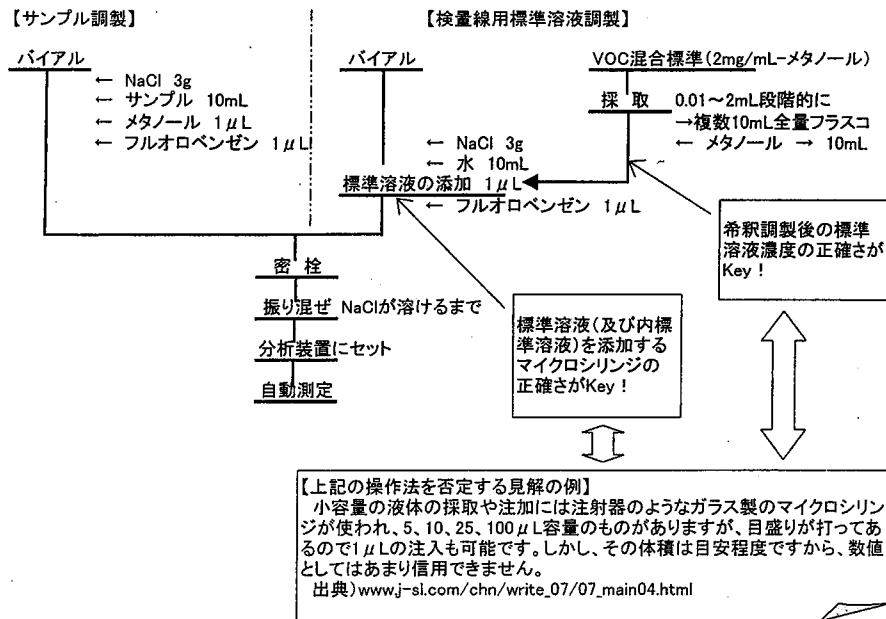 【サンプル調製】
バイアル
← NaCl 3g
← サンプル 10mL
← メタノール 1μL
← フルオロベンゼン 1μL
【検量線用標準溶液調製】
バイアル
← NaCl 3g
← 水 10mL
標準溶液の添加 1μL
← フルオロベンゼン 1μL
VOC混合標準(2mg/mL-メタノール)
採 取 0.01~2mL段階的に
→複数10mL全量フラスコ
← メタノール → 10mL
密 栓
振り混ぜ NaClが溶けるまで
分析装置にセット
自動測定
標準溶液(及び内標
準溶液)を添加する
マイクロシリンジの
正確さがKey!
希釈調製後の標準
溶液濃度の正確さが
Key!
【上記の操作法を否定する見解の例】
小容量の液体の採取や注加には注射器のようなガラス製のマイクロシリン
ジが使われ、5、10、25、100μL容量のものがありますが、目盛りが打ってあ
るので1μLの注入も可能です。しかし、その体積は目安程度ですから、数値
としてはあまり信用できません。
出典)www.j-sl.com/chn/write_07/07_main04.html